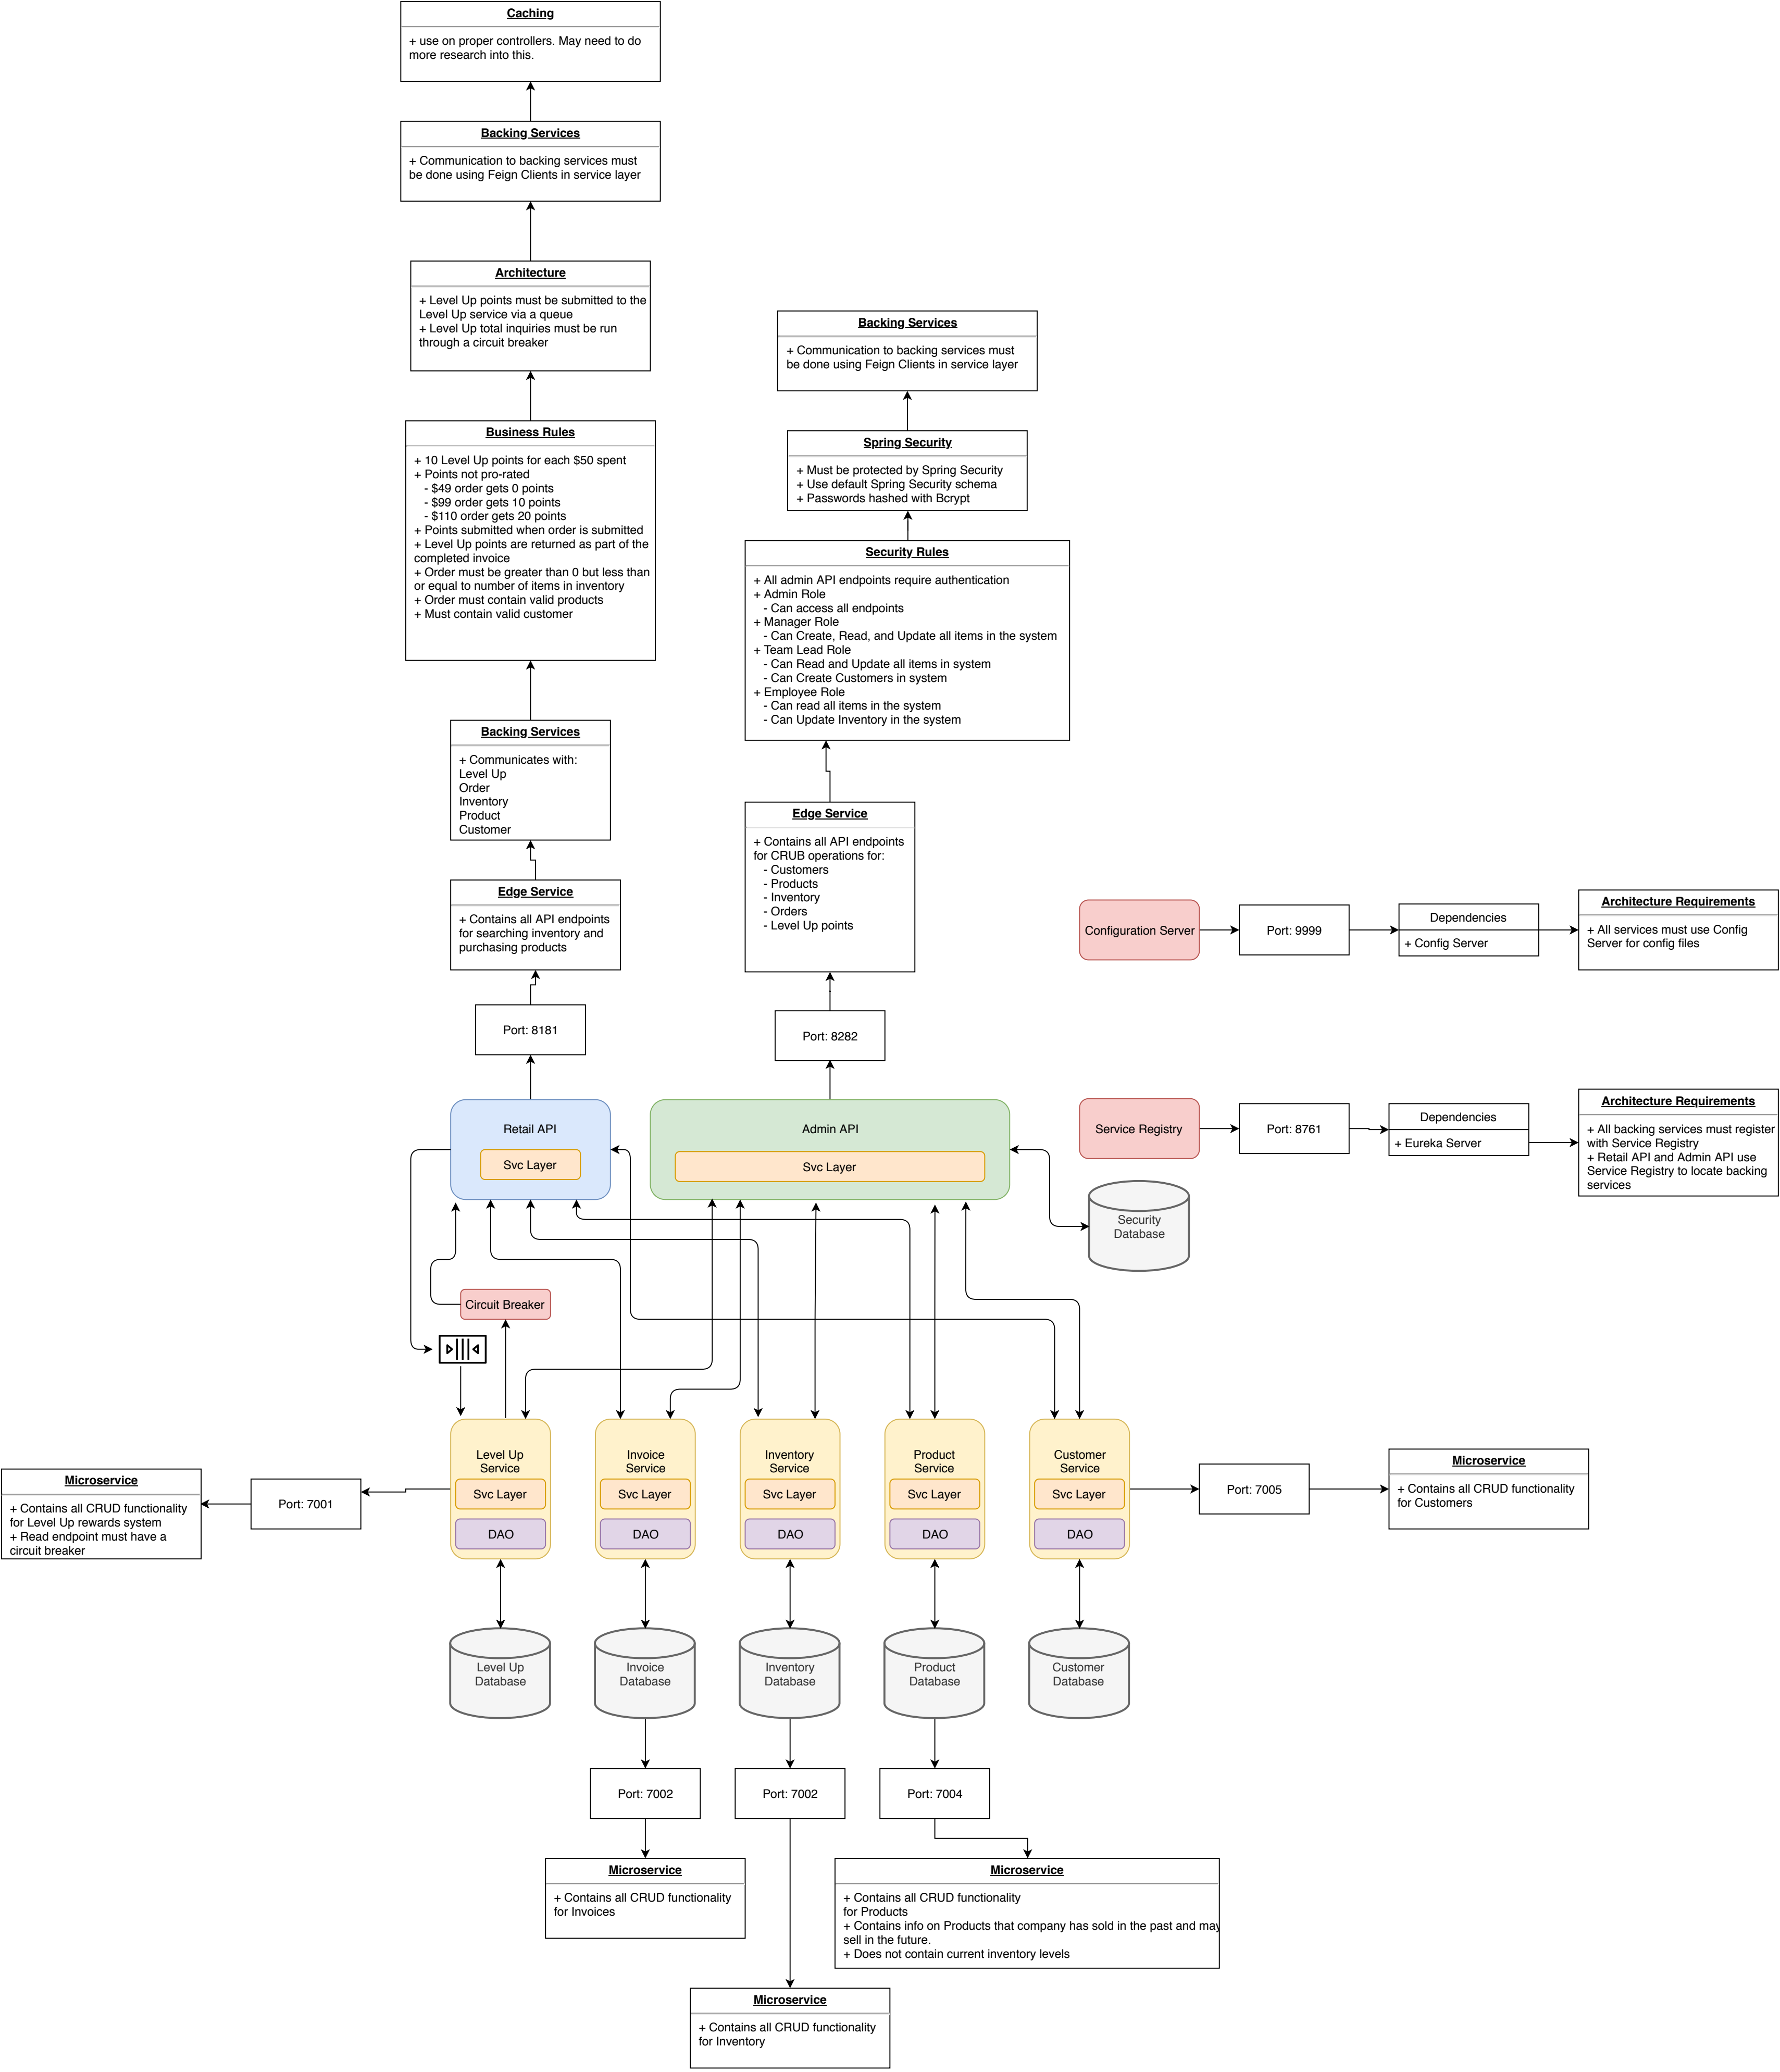 Caching
+ use on proper controllers. May need to do
more research into this.
Backing Services
+ Communication to backing services must
be done using Feign Clients in service layer
Architecture
+ Level Up points must be submitted to the
Level Up service via a queue
+ Level Up total inquiries must be run
through a circuit breaker
Backing Services
+ Communication to backing services must
be done using Feign Clients in service layer
Business Rules
+ 10 Level Up points for each $50 spent
+ Points not pro-rated
- $49 order gets 0 points
- $99 order gets 10 points
- $110 order gets 20 points
+ Points submitted when order is submitted
+ Level Up points are returned as part of the
completed invoice
+ Order must be greater than 0 but less than
or equal to number of items in inventory
+ Order must contain valid products
+ Must contain valid customer
Spring Security
+ Must be protected by Spring Security
+ Use default Spring Security schema
+ Passwords hashed with Bcrypt
Security Rules
+ All admin API endpoints require authentication
+ Admin Role
- Can access all endpoints
+ Manager Role
- Can Create, Read, and Update all items in the system
+ Team Lead Role
- Can Read and Update all items in system
- Can Create Customers in system
+ Employee Role
- Can read all items in the system
- Can Update Inventory in the system
Backing Services
+ Communicates with:
Level Up
Order
Inventory
Product
Customer
Edge Service
+ Contains all API endpoints
for CRUB operations for:
- Customers
- Products
- Inventory
- Orders
- Level Up points
Edge Service
+ Contains all API endpoints
for searching inventory and
purchasing products
Configuration Server
Port: 9999
Dependencies
+ Config Server
Architecture Requirements
+ All services must use Config
Server for config files
Port: 8181
Port: 8282
Retail API
Svc Layer
Admin API
Svc Layer
Service Registry
Port: 8761
Dependencies
+ Eureka Server
Architecture Requirements
+ All backing services must register
with Service Registry
+ Retail API and Admin API use
Service Registry to locate backing
services
Security
Database
Circuit Breaker
Microservice
+ Contains all CRUD functionality
for Level Up rewards system
+ Read endpoint must have a
circuit breaker
Port: 7001
Level Up
Service
Svc Layer
DAO
Invoice
Service
Svc Layer
DAO
Inventory
Service
Svc Layer
DAO
Product
Service
Svc Layer
DAO
Customer
Service
Svc Layer
DAO
Port: 7005
Microservice
+ Contains all CRUD functionality
for Customers
Level Up
Database
Invoice
Database
Inventory
Database
Product
Database
Customer
Database
Port: 7002
Port: 7002
Port: 7004
Microservice
+ Contains all CRUD functionality
for Invoices
Microservice
+ Contains all CRUD functionality
for Products
+ Contains info on Products that company has sold in the past and may
sell in the future.
+ Does not contain current inventory levels
Microservice
+ Contains all CRUD functionality
for Inventory